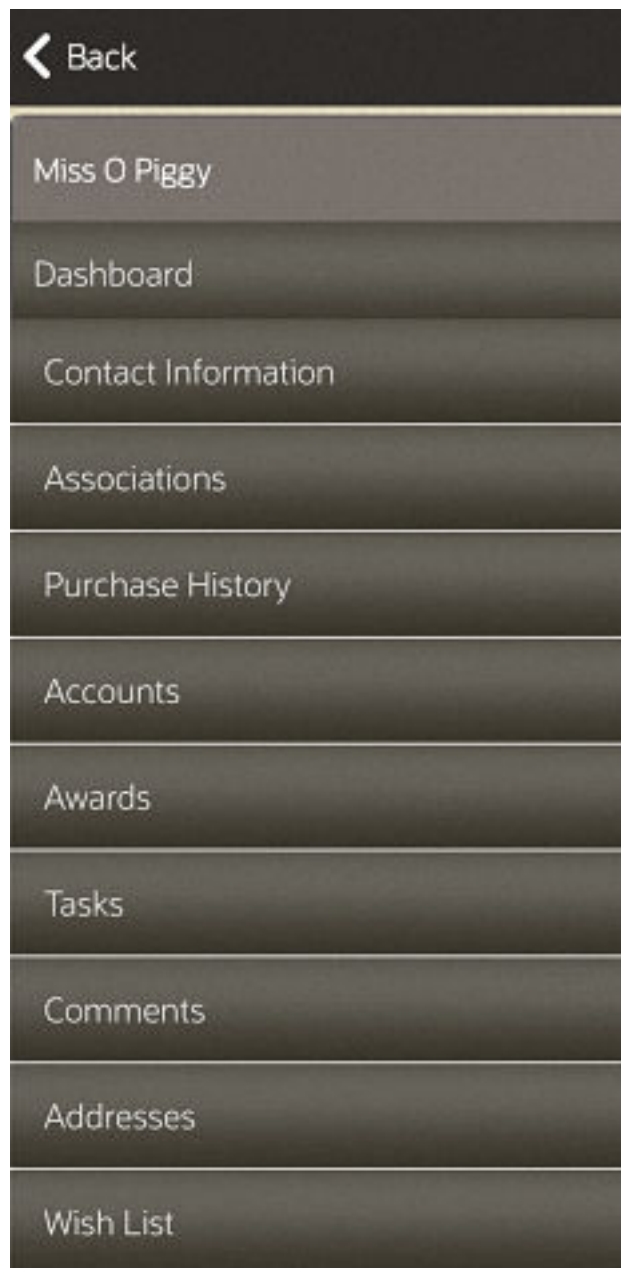 Back
Miss O Piggy
Dashboard
Contact Information
Associations
Purchase History
Accounts
Awards
Tasks
Comments
Addresses
Wish List